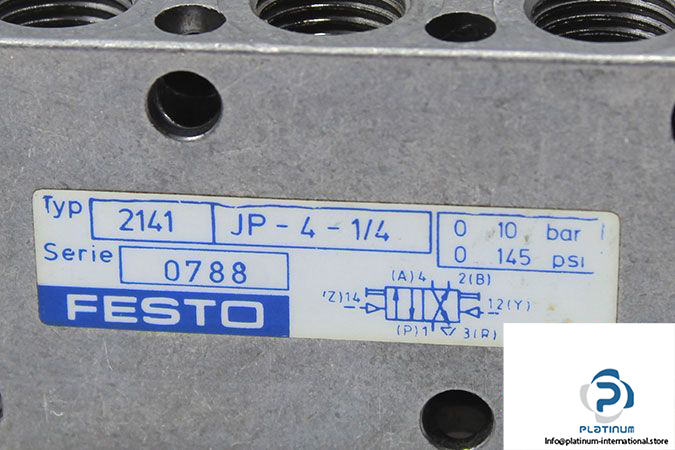 Typ 2141 JP - 4 - 1/4
0 10 bar
0 145 psi
Serie 0788
FESTO
(A) 4 2(B)
(Z)14 12(Y)
(P)1 3(R)
PLATINUM
Info@platinum-international.store